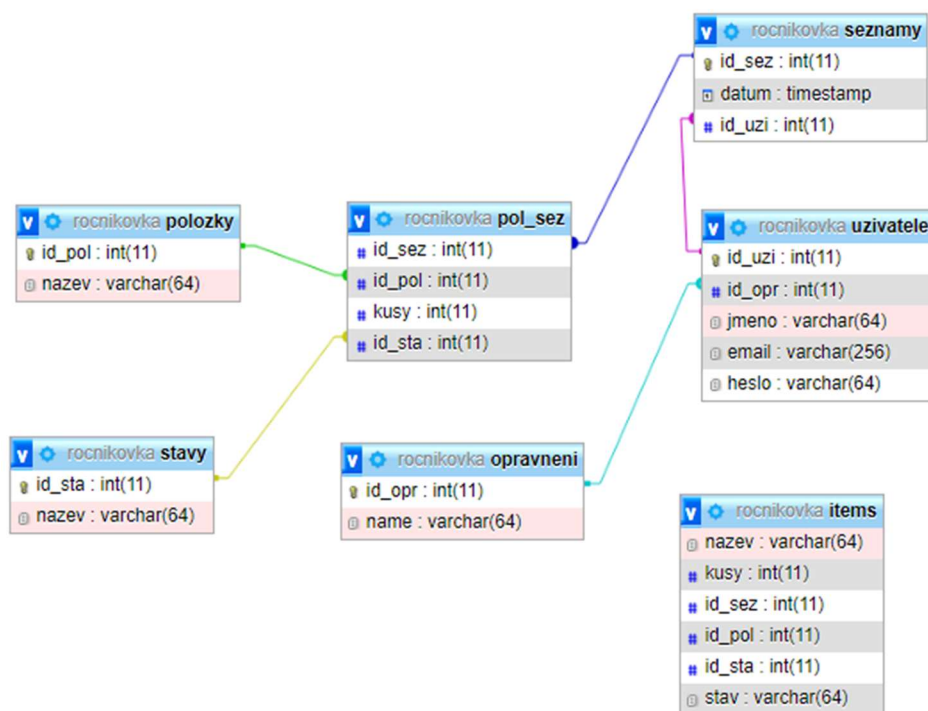 rocnikovka seznamy
id_sez : int(11)
datum : timestamp
id_uzi : int(11)
rocnikovka polozky
id_pol : int(11)
nazev : varchar(64)
rocnikovka pol_sez
id_sez : int(11)
id_pol : int(11)
kusy : int(11)
id_sta : int(11)
rocnikovka uzivatele
id_uzi : int(11)
id_opr : int(11)
jmeno : varchar(64)
email : varchar(256)
heslo : varchar(64)
rocnikovka stavy
id_sta : int(11)
nazev : varchar(64)
rocnikovka opravneni
id_opr : int(11)
name : varchar(64)
rocnikovka items
nazev : varchar(64)
kusy : int(11)
id_sez : int(11)
id_pol : int(11)
id_sta : int(11)
stav : varchar(64)